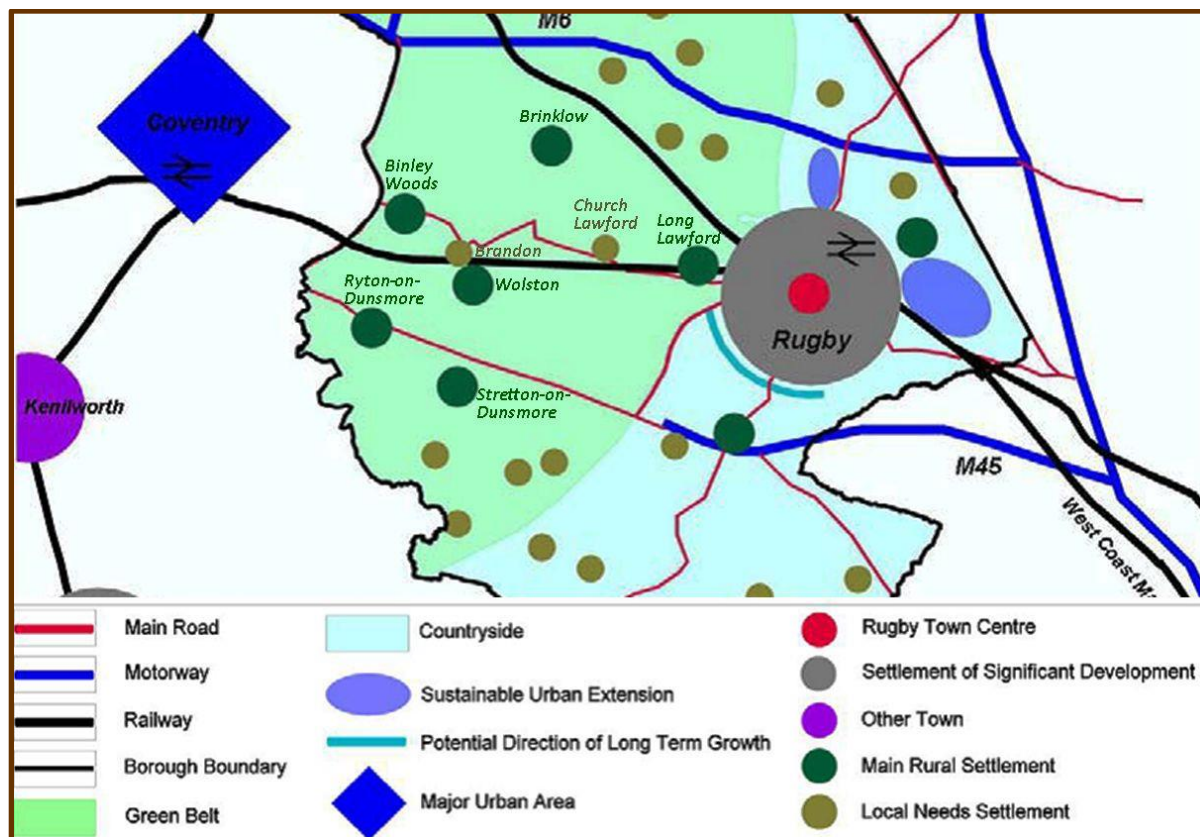 M6
Coventry
Brinklow
Binley
Woods
Church
Lawford
Long
Lawford
Brandon
Wolston
Ryton-on-
Dunsmore
Rugby
Kenilworth
Stretton-on-
Dunsmore
M45
West Coast Ma
Main Road
Motorway
Railway
Borough Boundary
Green Belt
Countryside
Sustainable Urban Extension
Potential Direction of Long Term Growth
Major Urban Area
Rugby Town Centre
Settlement of Significant Development
Other Town
Main Rural Settlement
Local Needs Settlement